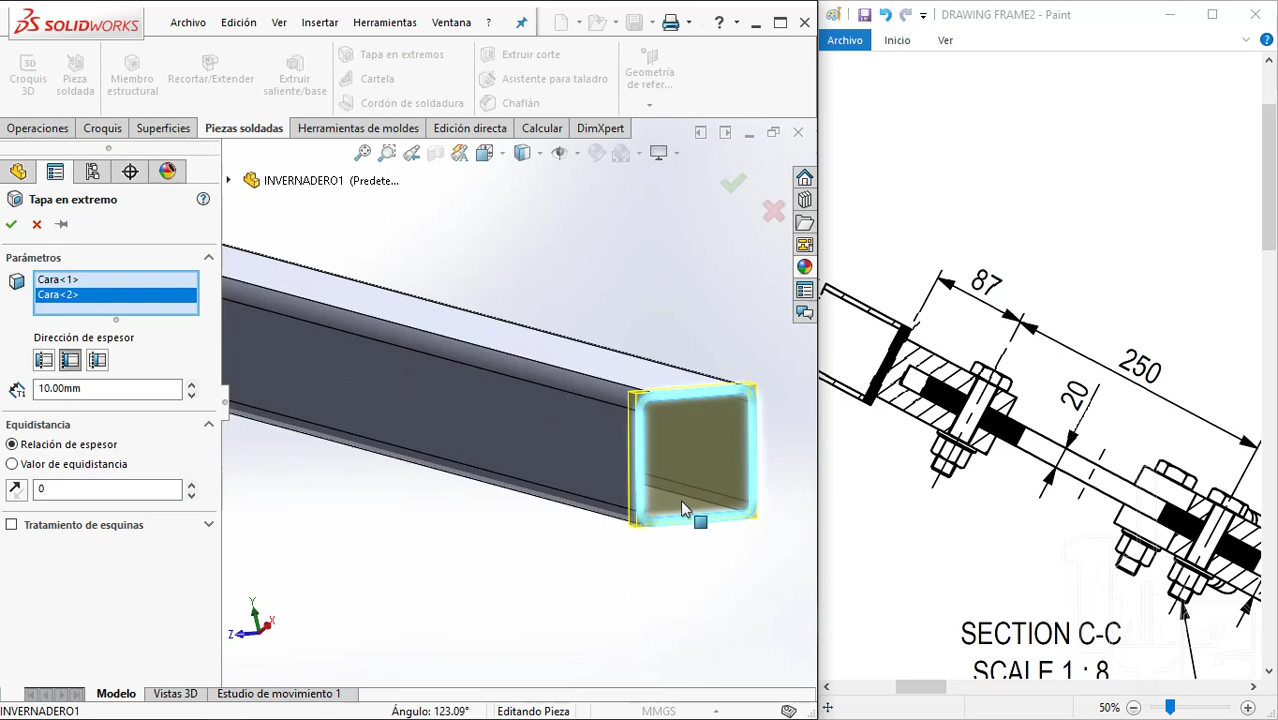 SOLIDWORKS
Archivo Edición Ver Insertar Herramientas Ventana ?
?
Croquis
3D
Pieza
soldada
Miembro
estructural
Recortar/Extender
Extruir
saliente/base
Tapa en extremos
Cartela
Cordón de soldadura
Extruir corte
Asistente para taladro
Chaflán
Geometría
de refer...
Operaciones Croquis Superficies Piezas soldadas Herramientas de moldes Edición directa Calcular DimXpert
INVERNADERO1 (Predete...
Tapa en extremo
Parámetros
Cara<1>
Cara<2>
Dirección de espesor
T1
10.00mm
Equidistancia
Relación de espesor
Valor de equidistancia
0
Tratamiento de esquinas
Y
X
Z
Modelo Vistas 3D Estudio de movimiento 1
INVERNADERO1 Ángulo: 123.09° Editando Pieza MMGS
DRAWING FRAME2 - Paint
Archivo Inicio Ver
87
250
20
SECTION C-C
SCALE 1 : 8
50%